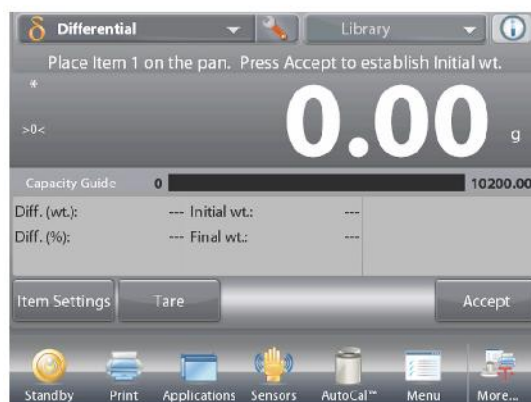 δ Differential Library
Place Item 1 on the pan. Press Accept to establish Initial wt.
*
>0<
0.00 g
Capacity Guide 0 10200.00
Diff. (wt.): --- Initial wt.: ---
Diff. (%): --- Final wt.: ---
Item Settings Tare Accept
Standby Print Applications Sensors AutoCal™ Menu More...